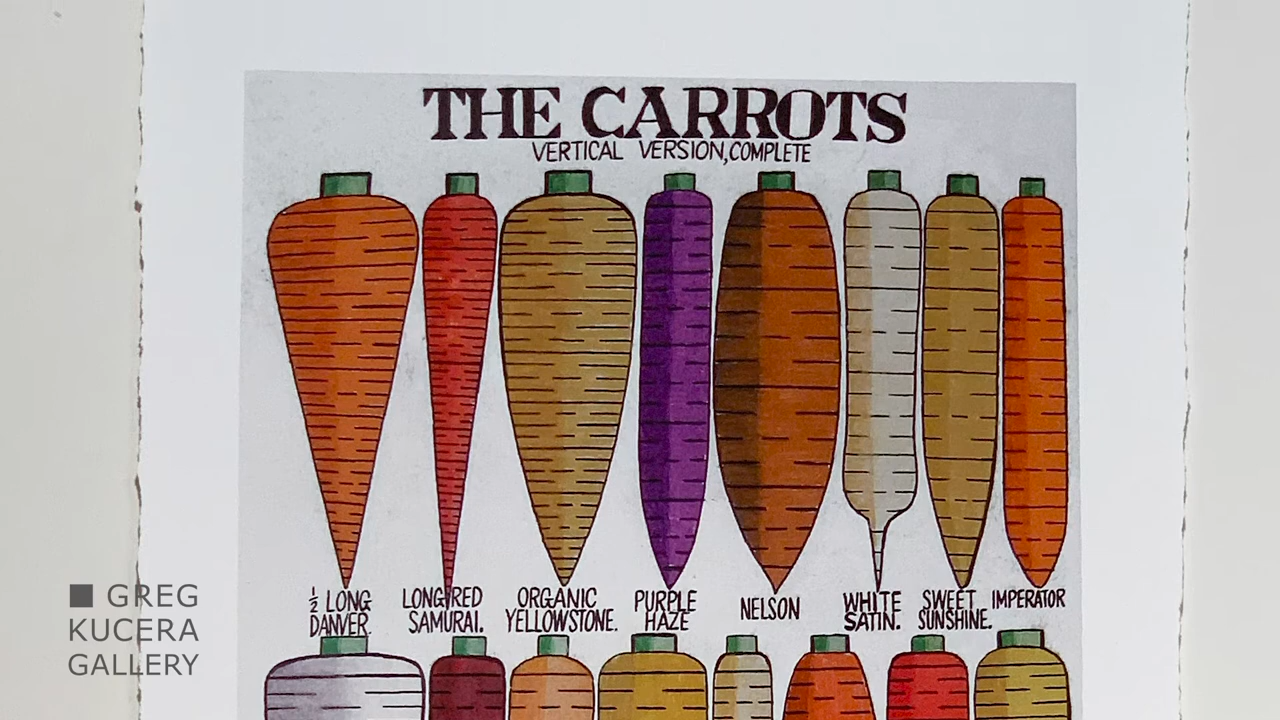 THE CARROTS
VERTICAL VERSION, COMPLETE
½ LONG
DANVER.
LONG RED
SAMURAI.
ORGANIC
YELLOWSTONE.
PURPLE
HAZE
NELSON
WHITE
SATIN.
SWEET
SUNSHINE.
IMPERATOR
GREG
KUCERA
GALLERY